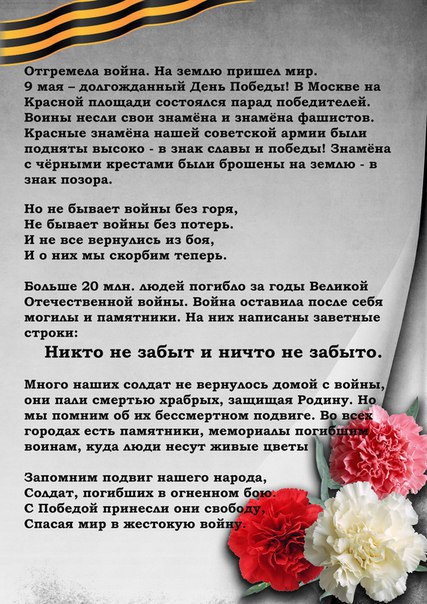 Отгремела война. На землю пришел мир.
9 мая – долгожданный День Победы! В Москве на
Красной площади состоялся парад победителей.
Воины несли свои знамёна и знамёна фашистов.
Красные знамёна нашей советской армии были
подняты высоко - в знак славы и победы! Знамёна
с чёрными крестами были брошены на землю - в
знак позора.
Но не бывает войны без горя,
Не бывает войны без потерь.
И не все вернулись из боя,
И о них мы скорбим теперь.
Больше 20 млн. людей погибло за годы Великой
Отечественной войны. Война оставила после себя
могилы и памятники. На них написаны заветные
строки:
Никто не забыт и ничто не забыто.
Много наших солдат не вернулось домой с войны,
они пали смертью храбрых, защищая Родину. Но
мы помним об их бессмертном подвиге. Во всех
городах есть памятники, мемориалы погибшим
воинам, куда люди несут живые цветы
Запомним подвиг нашего народа,
Солдат, погибших в огненном бою.
С Победой принесли они свободу,
Спасая мир в жестокую войну.